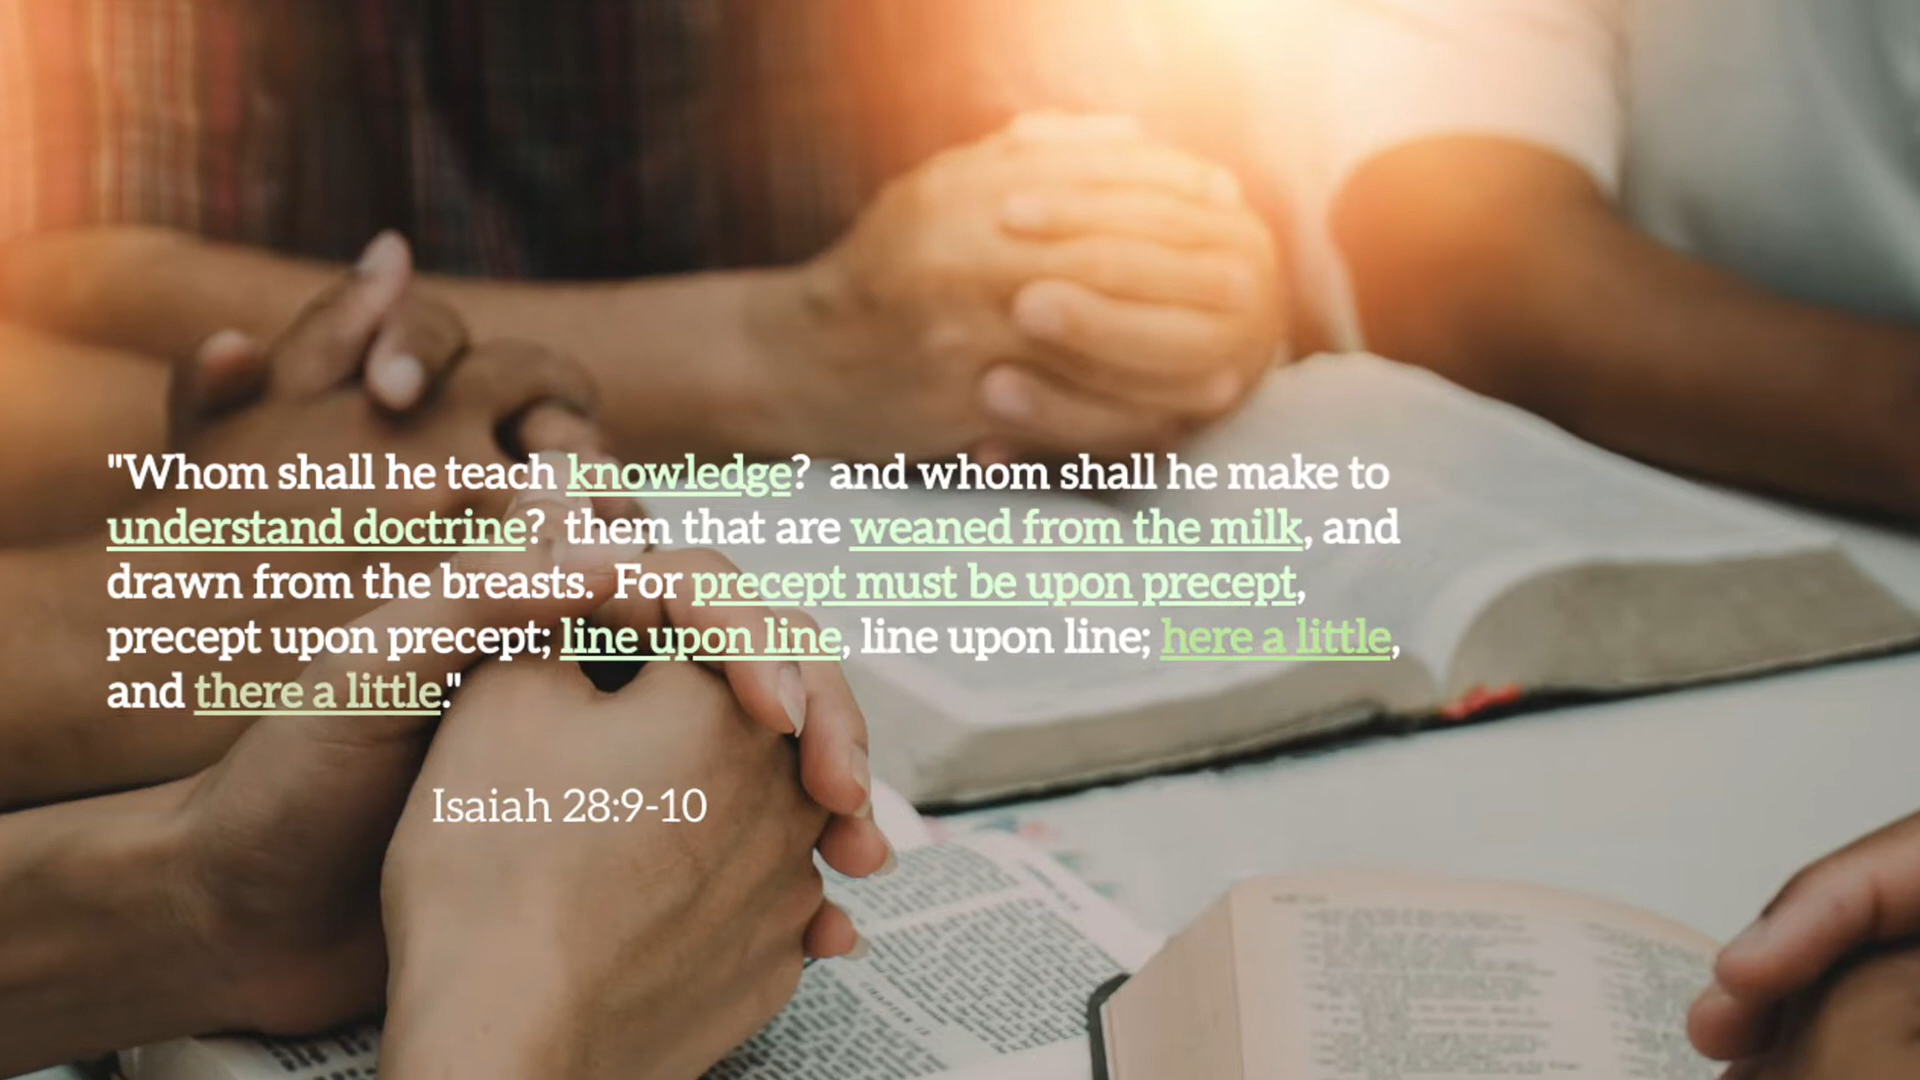 "Whom shall he teach knowledge?  and whom shall he make to
understand doctrine?  them that are weaned from the milk, and
drawn from the breasts.  For precept must be upon precept,
precept upon precept; line upon line, line upon line; here a little,
and there a little."
Isaiah 28:9-10